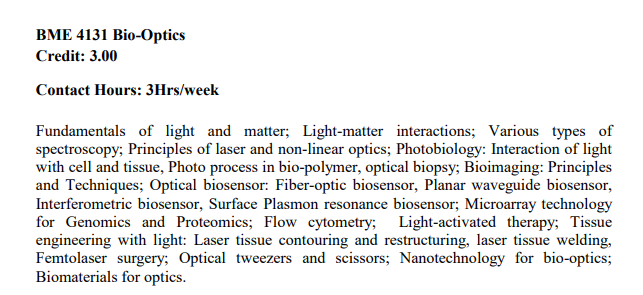 BME 4131 Bio-Optics
Credit: 3.00
Contact Hours: 3Hrs/week
Fundamentals of light and matter; Light-matter interactions; Various types of
spectroscopy; Principles of laser and non-linear optics; Photobiology: Interaction of light
with cell and tissue, Photo process in bio-polymer, optical biopsy; Bioimaging: Principles
and Techniques; Optical biosensor: Fiber-optic biosensor, Planar waveguide biosensor,
Interferometric biosensor, Surface Plasmon resonance biosensor; Microarray technology
for Genomics and Proteomics; Flow cytometry; Light-activated therapy; Tissue
engineering with light: Laser tissue contouring and restructuring, laser tissue welding,
Femtolaser surgery; Optical tweezers and scissors; Nanotechnology for bio-optics;
Biomaterials for optics.